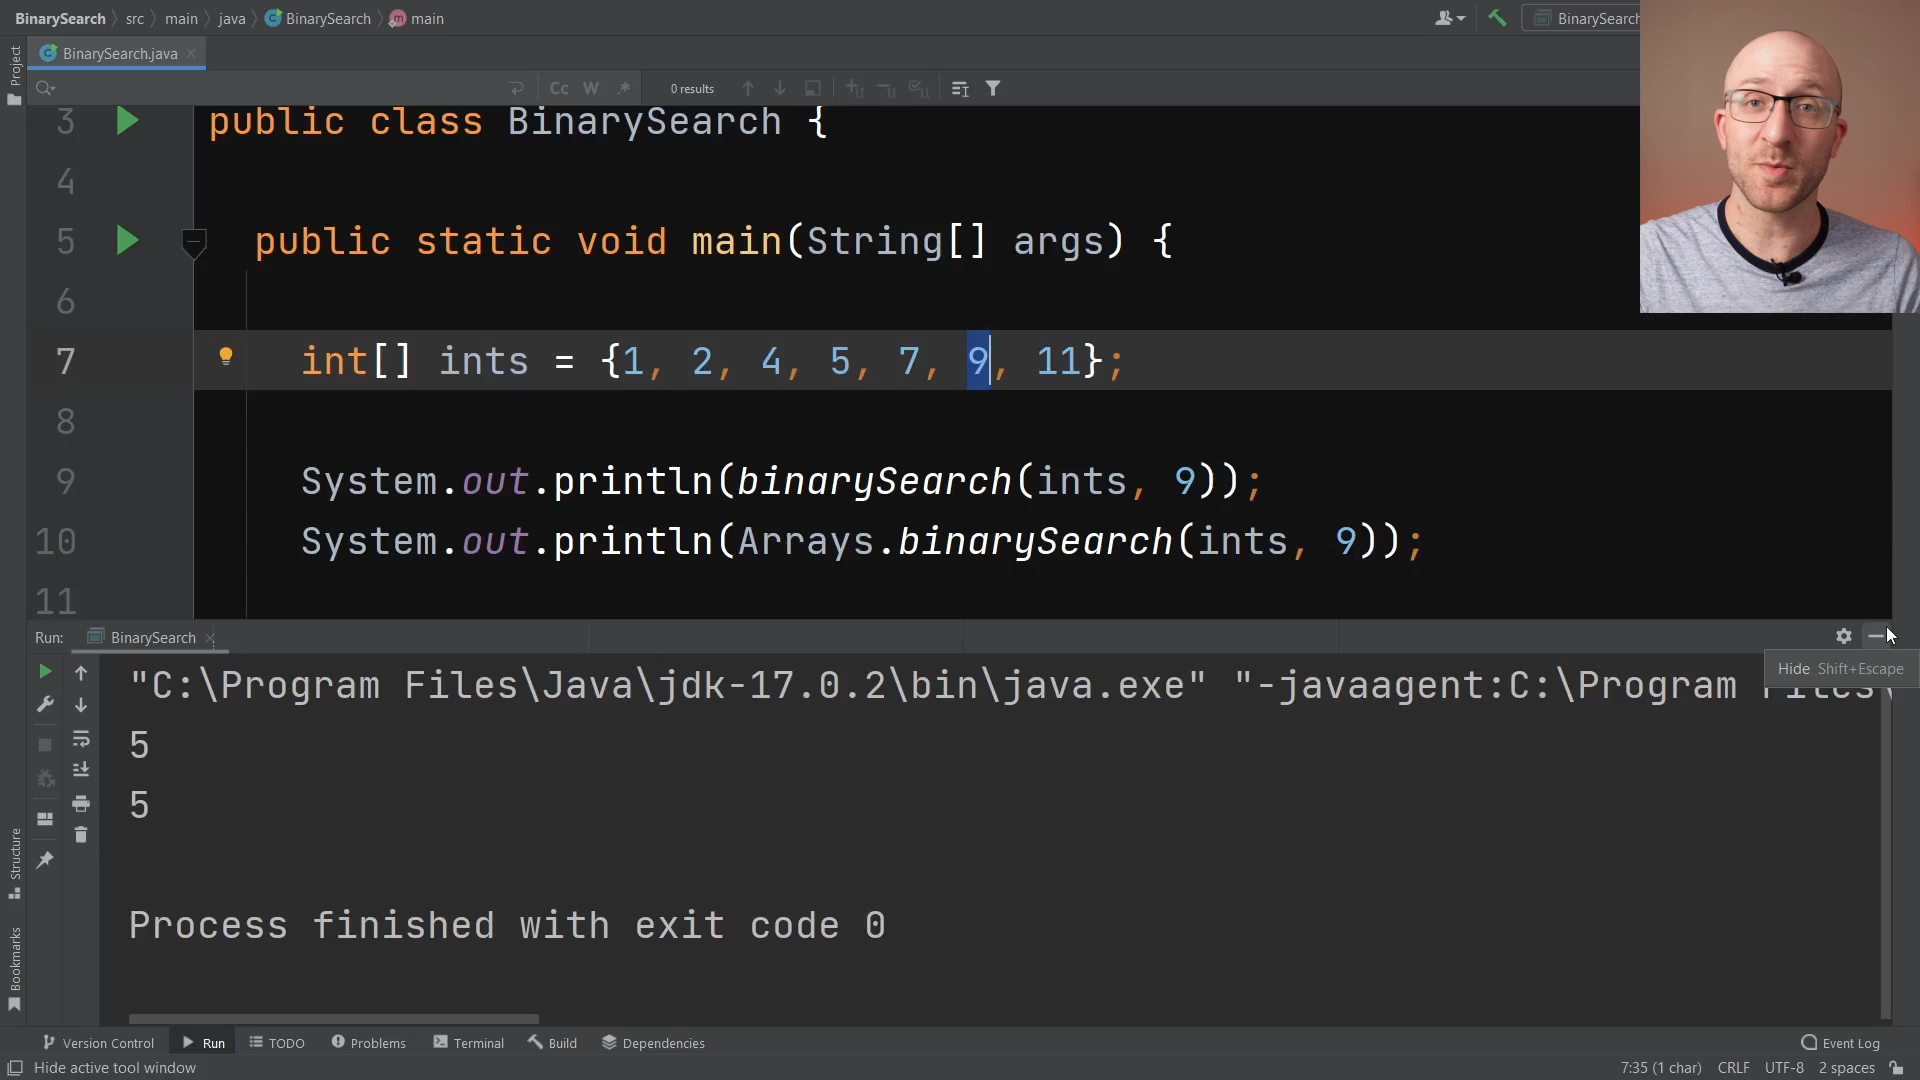 BinarySearch src main java BinarySearch main
BinarySearch
Project
BinarySearch.java
Cc W .* 0 results
3 public class BinarySearch {
4
5 public static void main(String[] args) {
6
7 int[] ints = {1, 2, 4, 5, 7, 9, 11};
8
9 System.out.println(binarySearch(ints, 9));
10 System.out.println(Arrays.binarySearch(ints, 9));
11
Run: BinarySearch
Hide Shift+Escape
"C:\Program Files\Java\jdk-17.0.2\bin\java.exe" "-javaagent:C:\Program Files\
5
5
Process finished with exit code 0
Structure
Bookmarks
Version Control Run TODO Problems Terminal Build Dependencies Event Log
Hide active tool window 7:35 (1 char) CRLF UTF-8 2 spaces